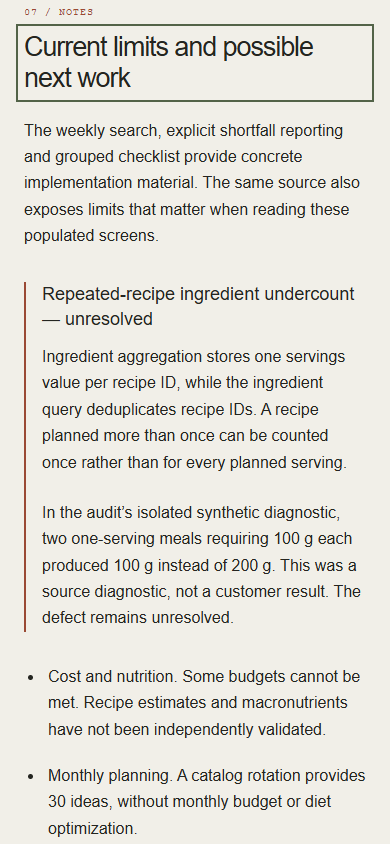 07 / NOTES
Current limits and possible
next work
The weekly search, explicit shortfall reporting
and grouped checklist provide concrete
implementation material. The same source also
exposes limits that matter when reading these
populated screens.
Repeated-recipe ingredient undercount
— unresolved
Ingredient aggregation stores one servings
value per recipe ID, while the ingredient
query deduplicates recipe IDs. A recipe
planned more than once can be counted
once rather than for every planned serving.
In the audit’s isolated synthetic diagnostic,
two one-serving meals requiring 100 g each
produced 100 g instead of 200 g. This was a
source diagnostic, not a customer result. The
defect remains unresolved.
• Cost and nutrition. Some budgets cannot be
met. Recipe estimates and macronutrients
have not been independently validated.
• Monthly planning. A catalog rotation provides
30 ideas, without monthly budget or diet
optimization.